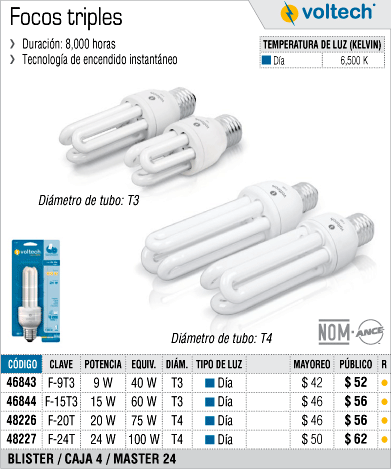 Focos triples
voltech
Duración: 8,000 horas
Tecnología de encendido instantáneo
TEMPERATURA DE LUZ (KELVIN)
Día 6,500 K
Diámetro de tubo: T3
voltech
Diámetro de tubo: T4
NOM-ANCE
CÓDIGO CLAVE POTENCIA EQUIV. DIÁM. TIPO DE LUZ MAYOREO PÚBLICO R
46843 F-9T3 9 W 40 W T3 Día $ 42 $ 52
46844 F-15T3 15 W 60 W T3 Día $ 46 $ 56
48226 F-20T 20 W 75 W T4 Día $ 46 $ 56
48227 F-24T 24 W 100 W T4 Día $ 50 $ 62
BLISTER / CAJA 4 / MASTER 24